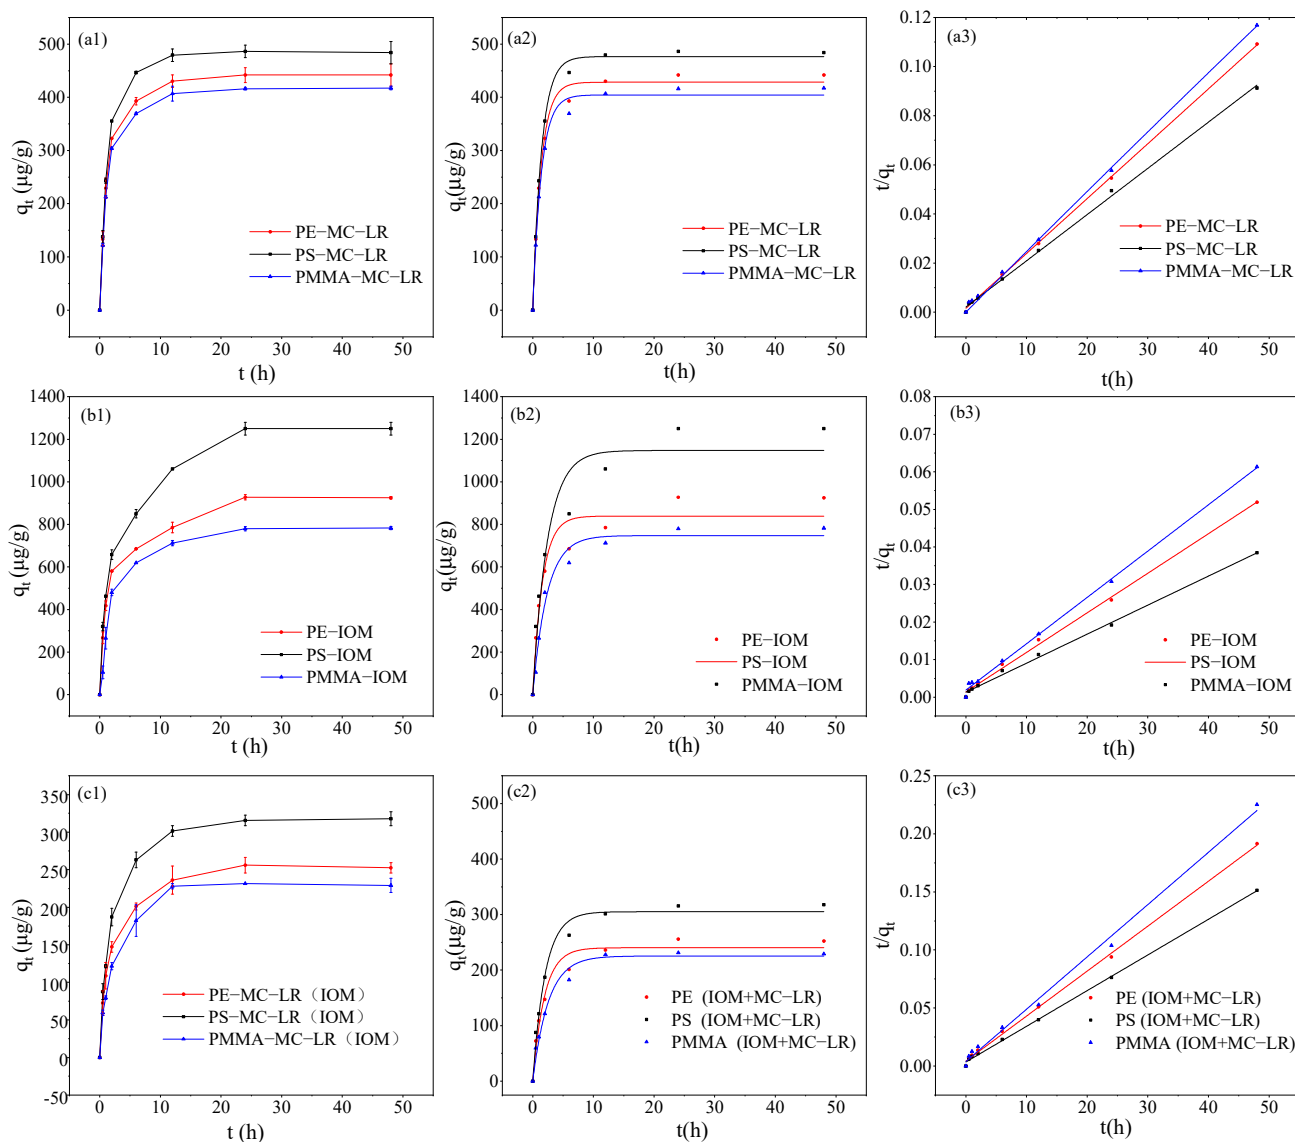 (a1)
500
400
300
200
100
0
qt (µg/g)
PE−MC−LR
PS−MC−LR
PMMA−MC−LR
0 10 20 30 40 50
t (h)
(a2)
500
400
300
200
100
0
qt(µg/g)
PE−MC−LR
PS−MC−LR
PMMA−MC−LR
0 10 20 30 40 50
t(h)
(a3)
0.12
0.10
0.08
0.06
0.04
0.02
0.00
t/qt
PE−MC−LR
PS−MC−LR
PMMA−MC−LR
0 10 20 30 40 50
t(h)
(b1)
1400
1200
1000
800
600
400
200
0
qt (µg/g)
PE−IOM
PS−IOM
PMMA−IOM
0 10 20 30 40 50
t (h)
(b2)
1400
1200
1000
800
600
400
200
0
qt(µg/g)
PE−IOM
PS−IOM
PMMA−IOM
0 10 20 30 40 50
t(h)
(b3)
0.08
0.07
0.06
0.05
0.04
0.03
0.02
0.01
0.00
t/qt
PE−IOM
PS−IOM
PMMA−IOM
0 10 20 30 40 50
t(h)
(c1)
350
300
250
200
150
100
50
0
-50
qt (µg/g)
PE−MC−LR（IOM）
PS−MC−LR（IOM）
PMMA−MC−LR（IOM）
0 10 20 30 40 50
t (h)
(c2)
500
400
300
200
100
0
qt(µg/g)
PE (IOM+MC−LR)
PS (IOM+MC−LR)
PMMA (IOM+MC−LR)
0 10 20 30 40 50
t(h)
(c3)
0.25
0.20
0.15
0.10
0.05
0.00
t/qt
PE (IOM+MC−LR)
PS (IOM+MC−LR)
PMMA (IOM+MC−LR)
0 10 20 30 40 50
t(h)